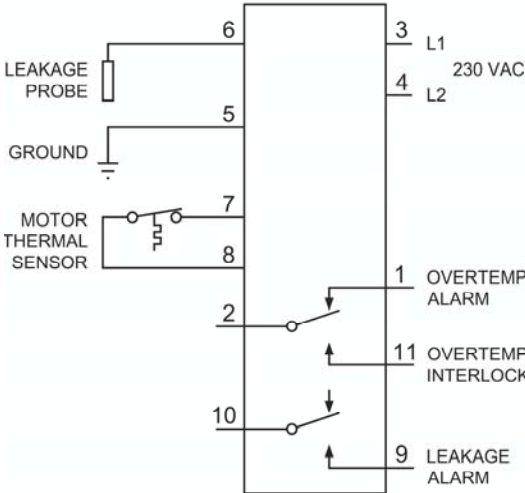 6
3
L1
LEAKAGE
PROBE
230 VAC
4
L2
5
GROUND
7
MOTOR
THERMAL
SENSOR
8
1
OVERTEMP
ALARM
2
11
OVERTEMP
INTERLOCK
10
9
LEAKAGE
ALARM